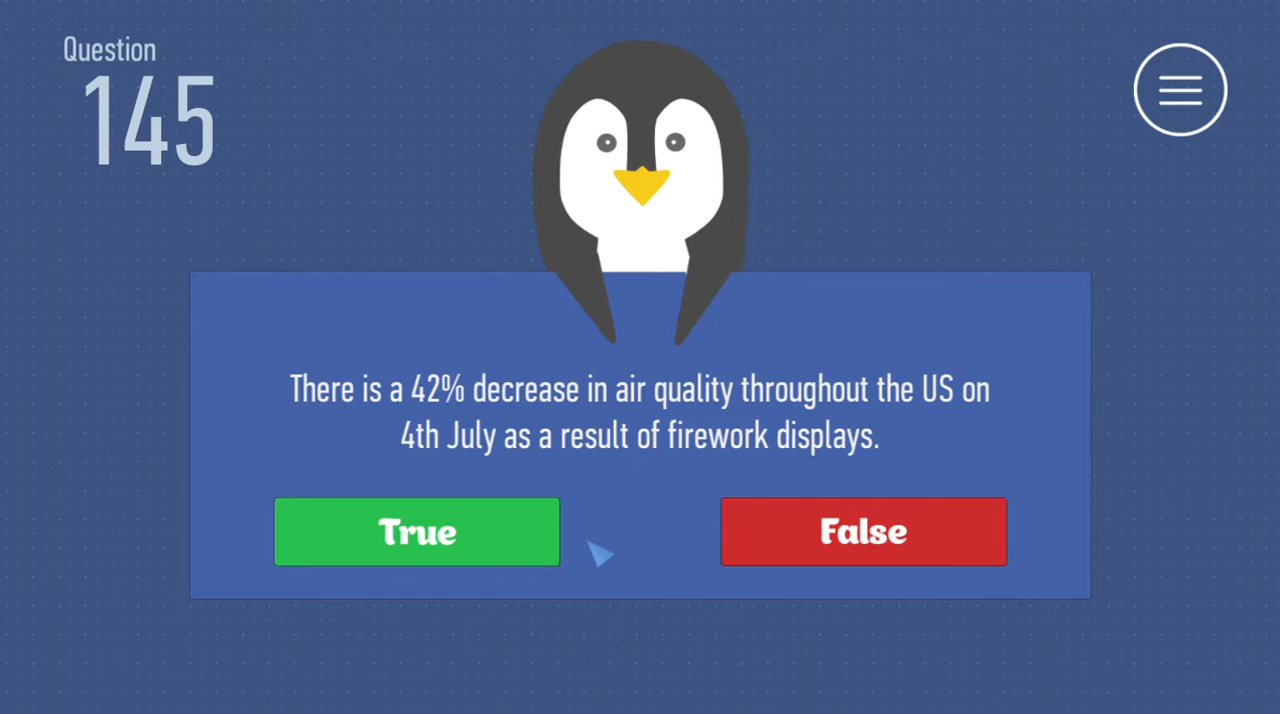 Question
145
There is a 42% decrease in air quality throughout the US on
4th July as a result of firework displays.
True
False